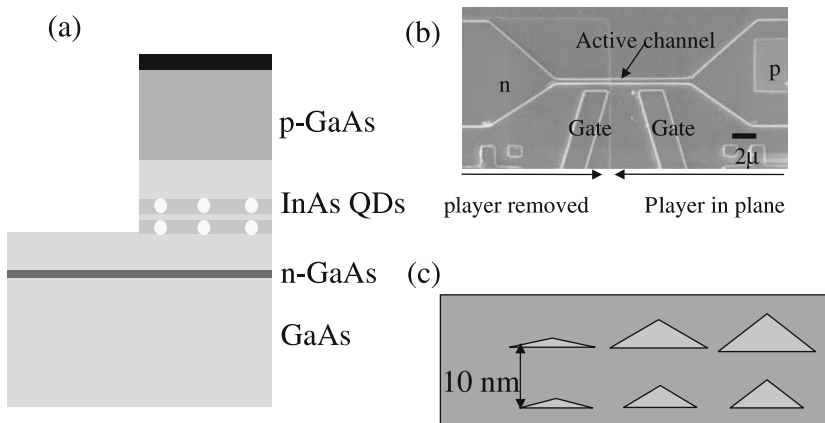 (a)
p-GaAs
InAs QDs
n-GaAs
GaAs
(b)
Active channel
n
p
Gate
Gate
2μ
player removed
Player in plane
(c)
10 nm